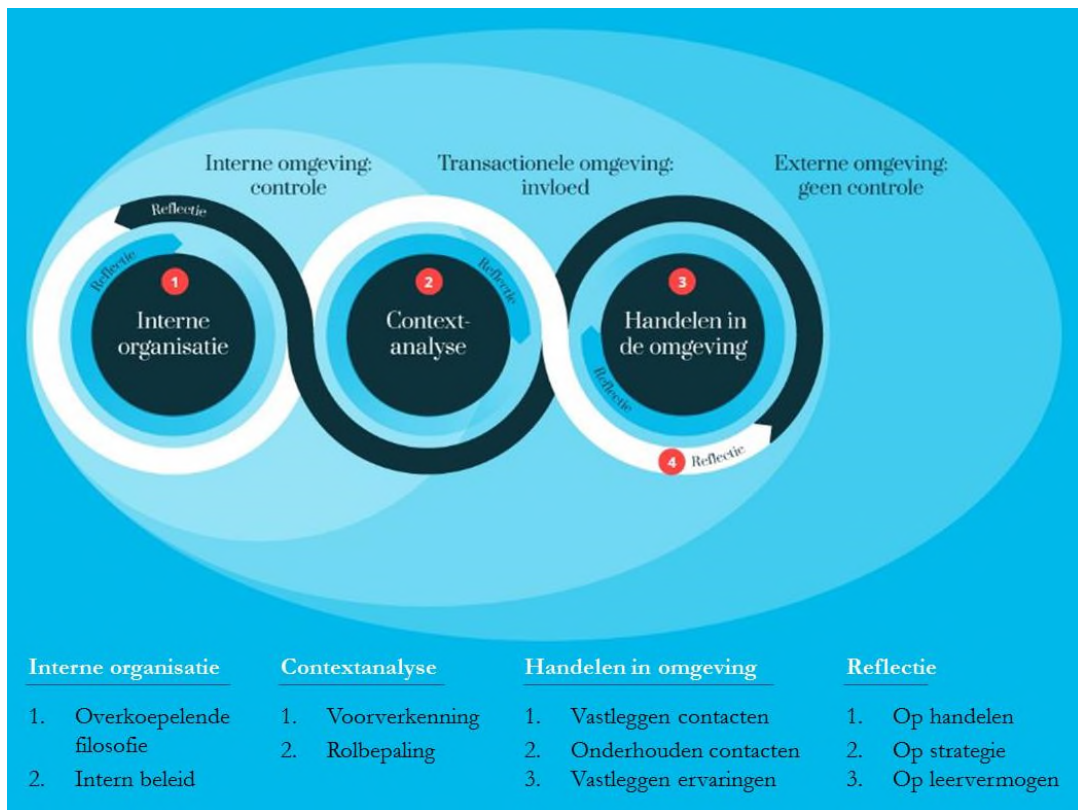 Interne omgeving:
controle
Transactionele omgeving:
invloed
Externe omgeving:
geen controle
Reflectie
Reflectie
1
Interne
organisatie
Reflectie
2
Context-
analyse
3
Handelen in
de omgeving
Reflectie
4 Reflectie
Interne organisatie
1. Overkoepelende
filosofie
2. Intern beleid
Contextanalyse
1. Voorverkenning
2. Rolbepaling
Handelen in omgeving
1. Vastleggen contacten
2. Onderhouden contacten
3. Vastleggen ervaringen
Reflectie
1. Op handelen
2. Op strategie
3. Op leervermogen